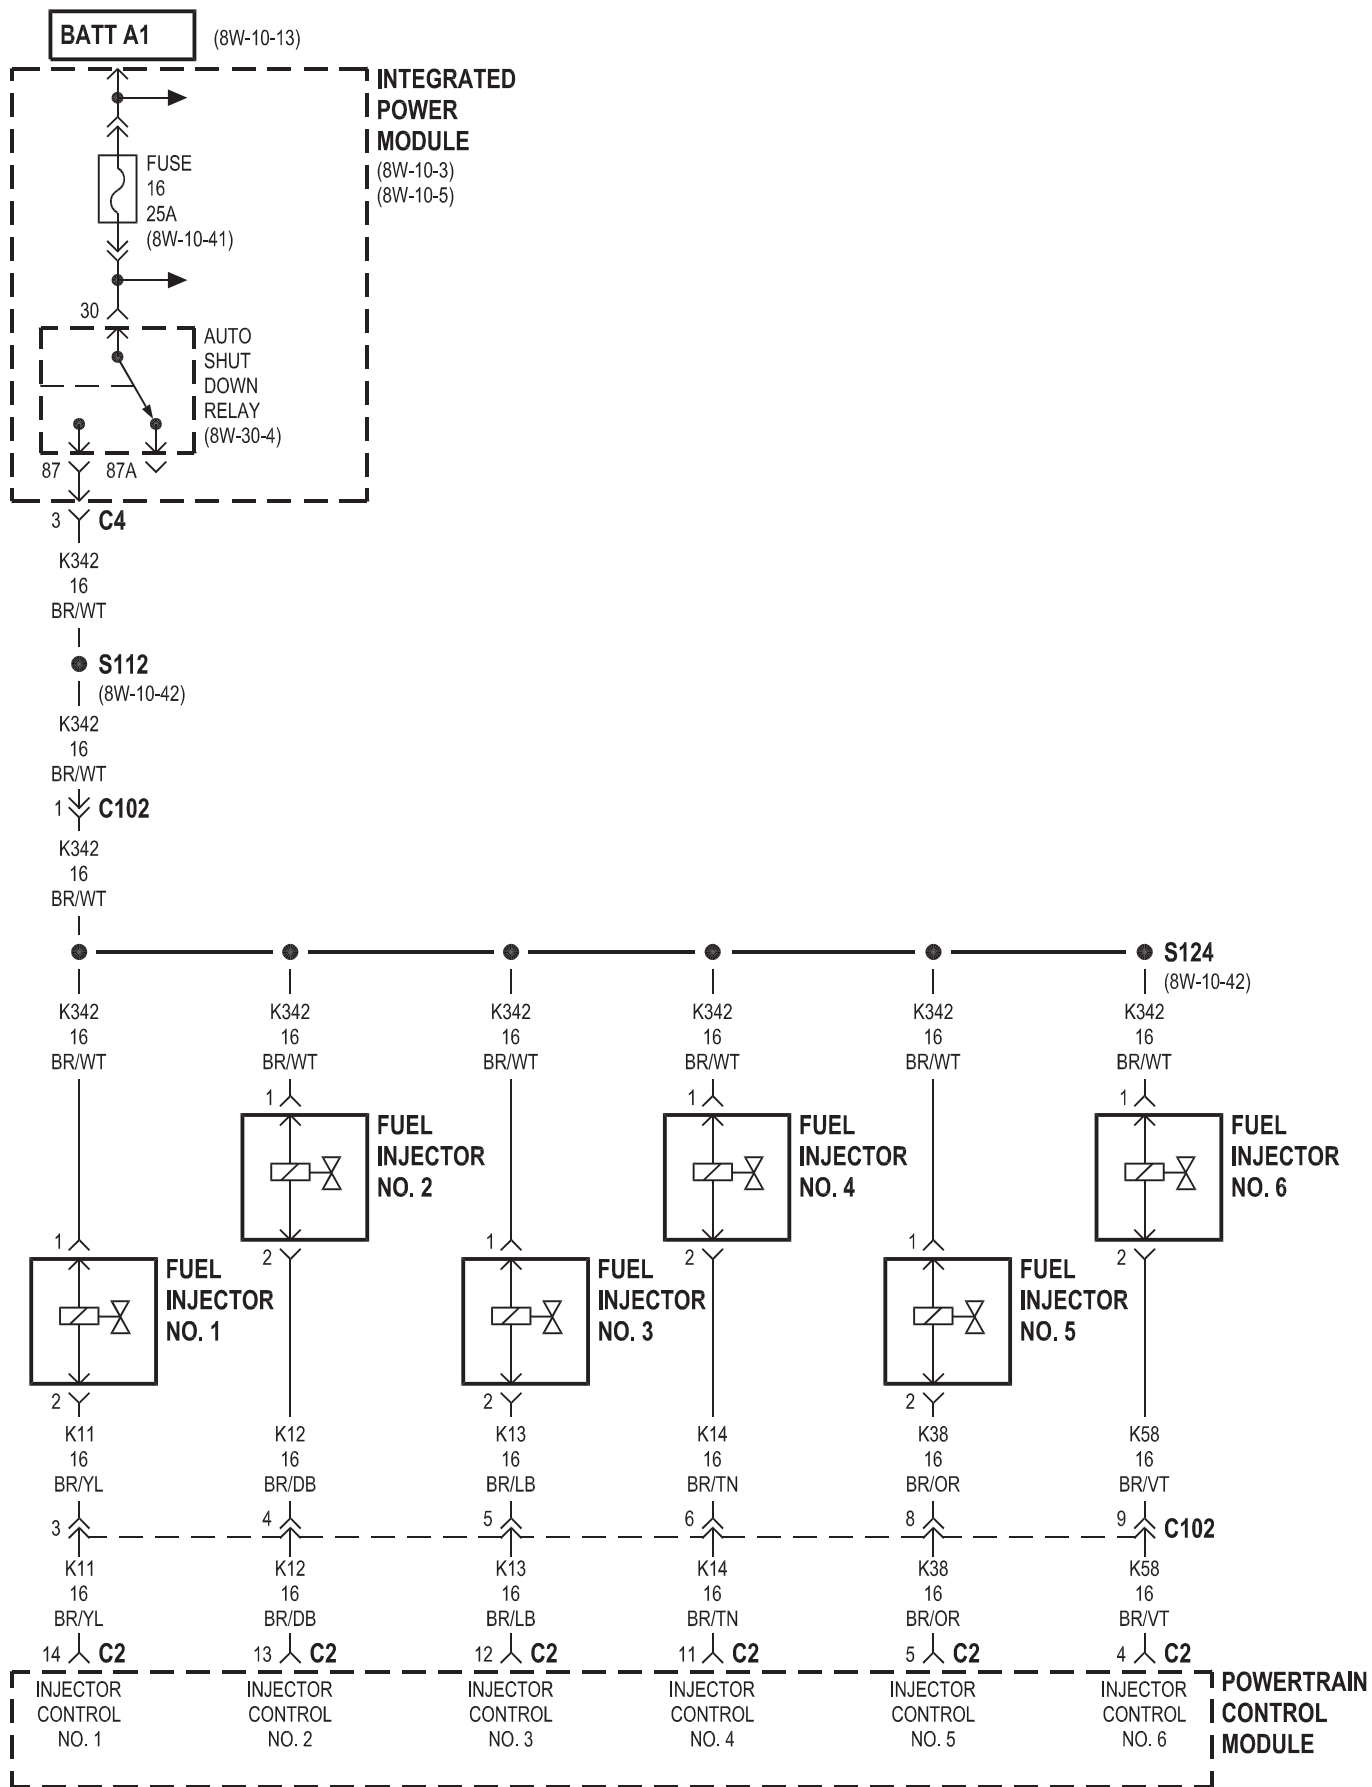 BATT A1 (8W-10-13)
INTEGRATED
POWER
MODULE
(8W-10-3)
(8W-10-5)
FUSE
16
25A
(8W-10-41)
30
AUTO
SHUT
DOWN
RELAY
(8W-30-4)
87 87A
3 C4
K342
16
BR/WT
S112
(8W-10-42)
K342
16
BR/WT
1 C102
K342
16
BR/WT
S124
(8W-10-42)
K342 K342 K342 K342 K342 K342
16 16 16 16 16 16
BR/WT BR/WT BR/WT BR/WT BR/WT BR/WT
1 1 1
FUEL FUEL FUEL
INJECTOR INJECTOR INJECTOR
NO. 2 NO. 4 NO. 6
1 2 1 2 1 2
FUEL FUEL FUEL
INJECTOR INJECTOR INJECTOR
NO. 1 NO. 3 NO. 5
2 2 2
K11 K12 K13 K14 K38 K58
16 16 16 16 16 16
BR/YL BR/DB BR/LB BR/TN BR/OR BR/VT
3 4 5 6 8 9 C102
K11 K12 K13 K14 K38 K58
16 16 16 16 16 16
BR/YL BR/DB BR/LB BR/TN BR/OR BR/VT
14 C2 13 C2 12 C2 11 C2 5 C2 4 C2
INJECTOR INJECTOR INJECTOR INJECTOR INJECTOR INJECTOR
CONTROL CONTROL CONTROL CONTROL CONTROL CONTROL
NO. 1 NO. 2 NO. 3 NO. 4 NO. 5 NO. 6
POWERTRAIN
CONTROL
MODULE